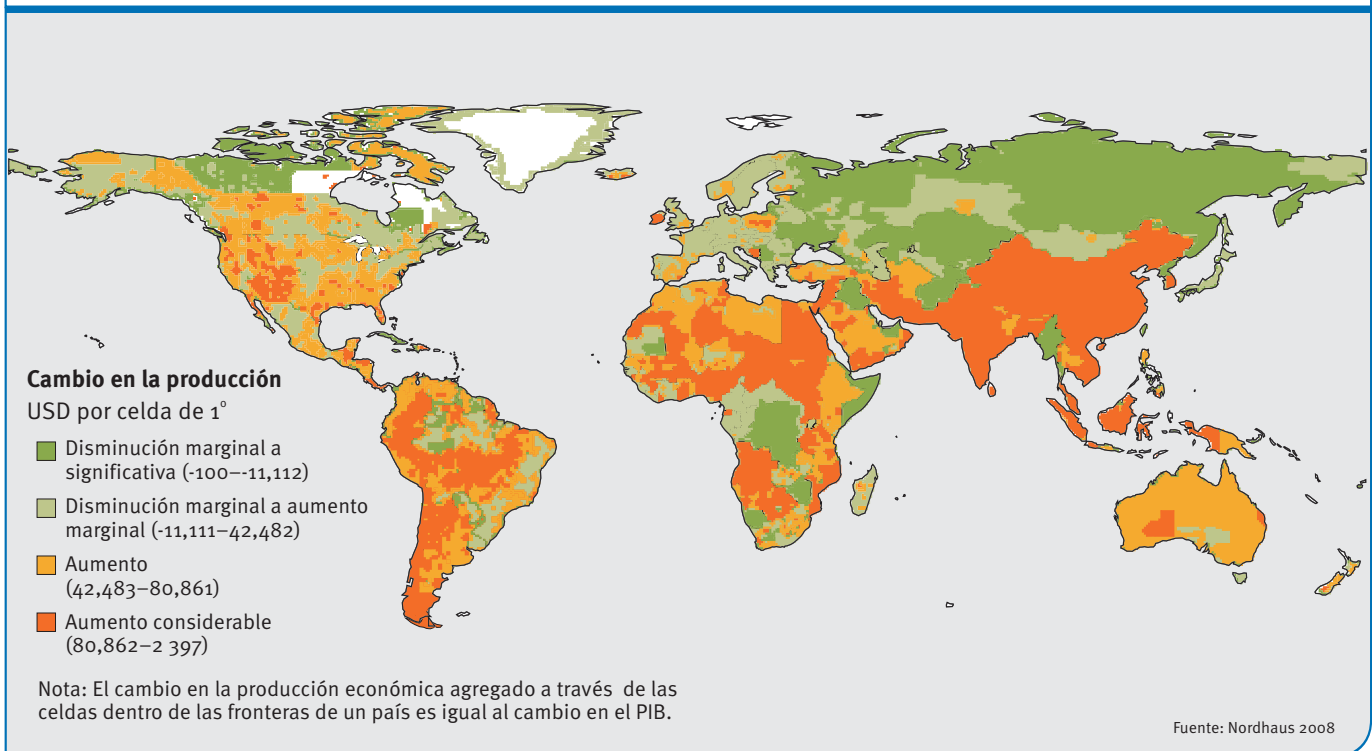 Cambio en la producción
USD por celda de 1°
Disminución marginal a
significativa (-100–-11,112)
Disminución marginal a aumento
marginal (-11,111–42,482)
Aumento
(42,483–80,861)
Aumento considerable
(80,862–2 397)
Nota: El cambio en la producción económica agregado a través de las
celdas dentro de las fronteras de un país es igual al cambio en el PIB.
Fuente: Nordhaus 2008